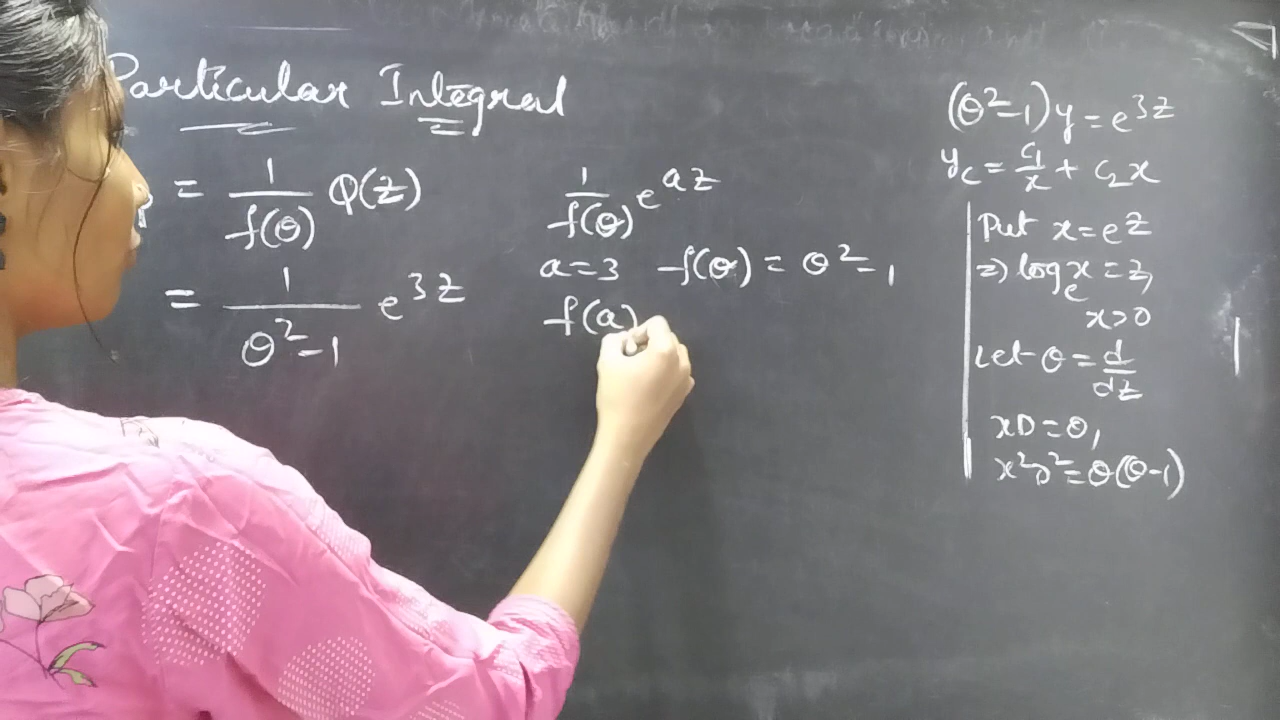 Particular Integral
= 1/f(θ) Q(z)
= 1/(θ²-1) e^{3z}
1/f(θ) e^{az}
a=3 f(θ) = θ²-1
f(a)
(θ²-1)y = e^{3z}
y_c = c₁/x + c₂x
Put x = e^z
=> log_e x = z,
x>0
Let θ = d/dz
xD = θ,
x²D² = θ(θ-1)